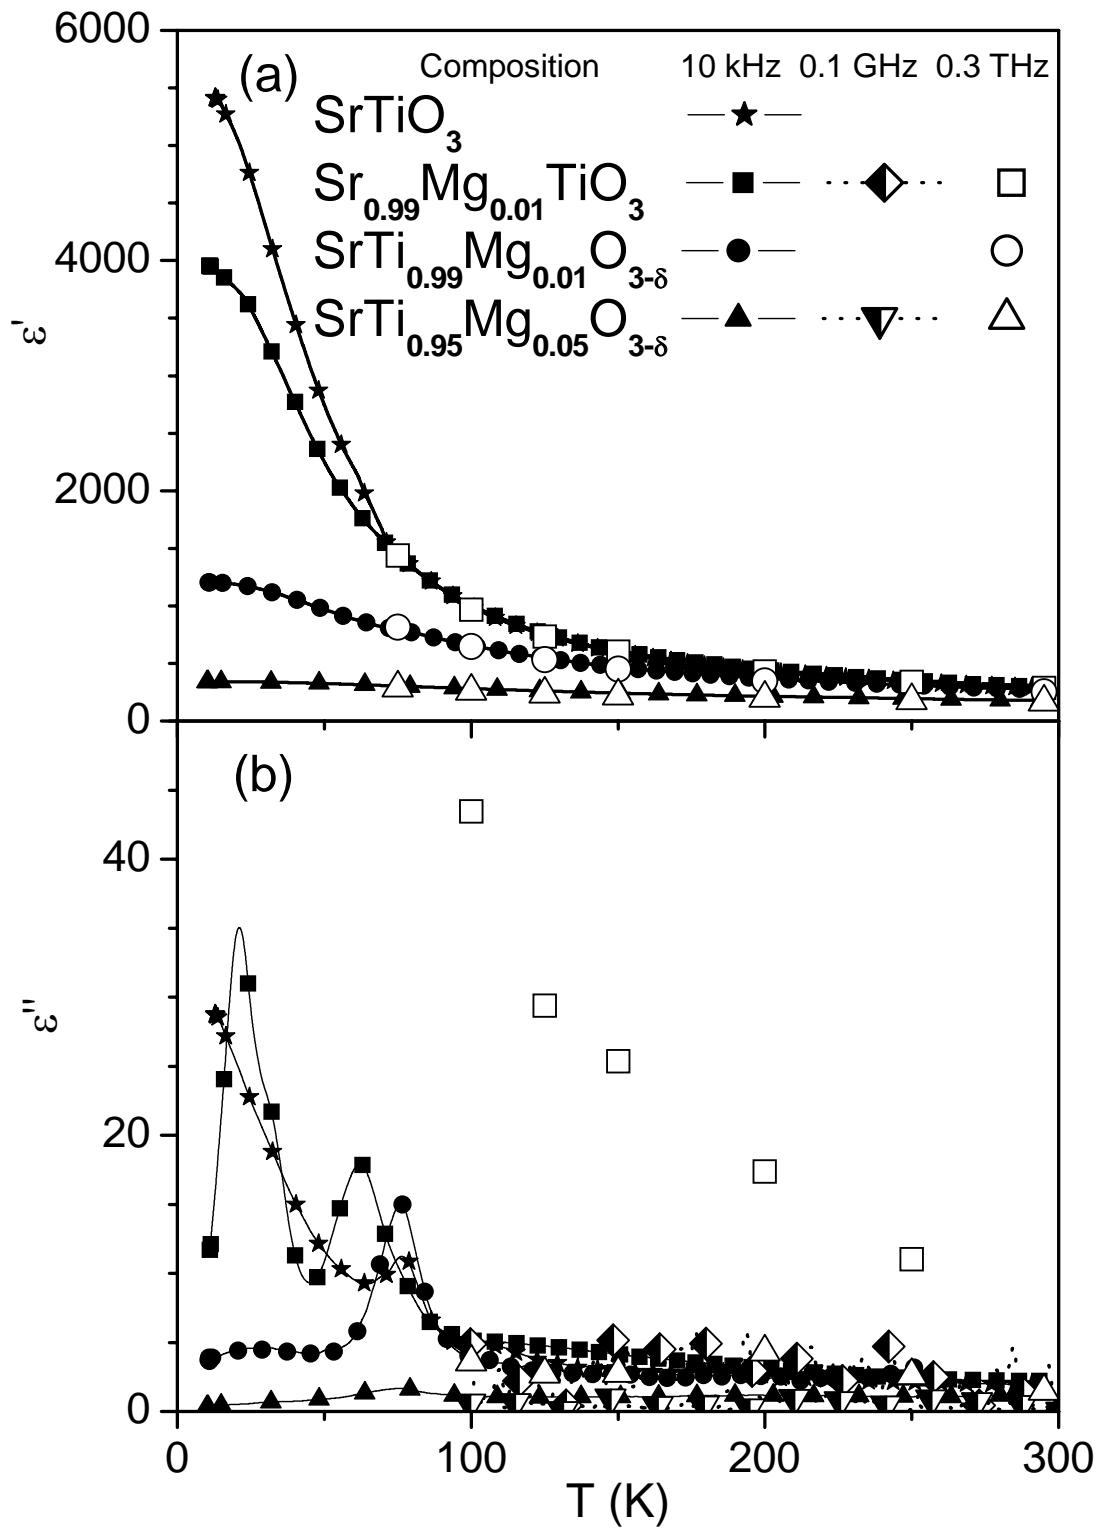 6000
(a)
Composition 10 kHz 0.1 GHz 0.3 THz
SrTiO3
Sr0.99Mg0.01TiO3
4000
SrTi0.99Mg0.01O3-δ
SrTi0.95Mg0.05O3-δ
ε'
2000
0
(b)
40
ε''
20
0
0 100 200 300
T (K)